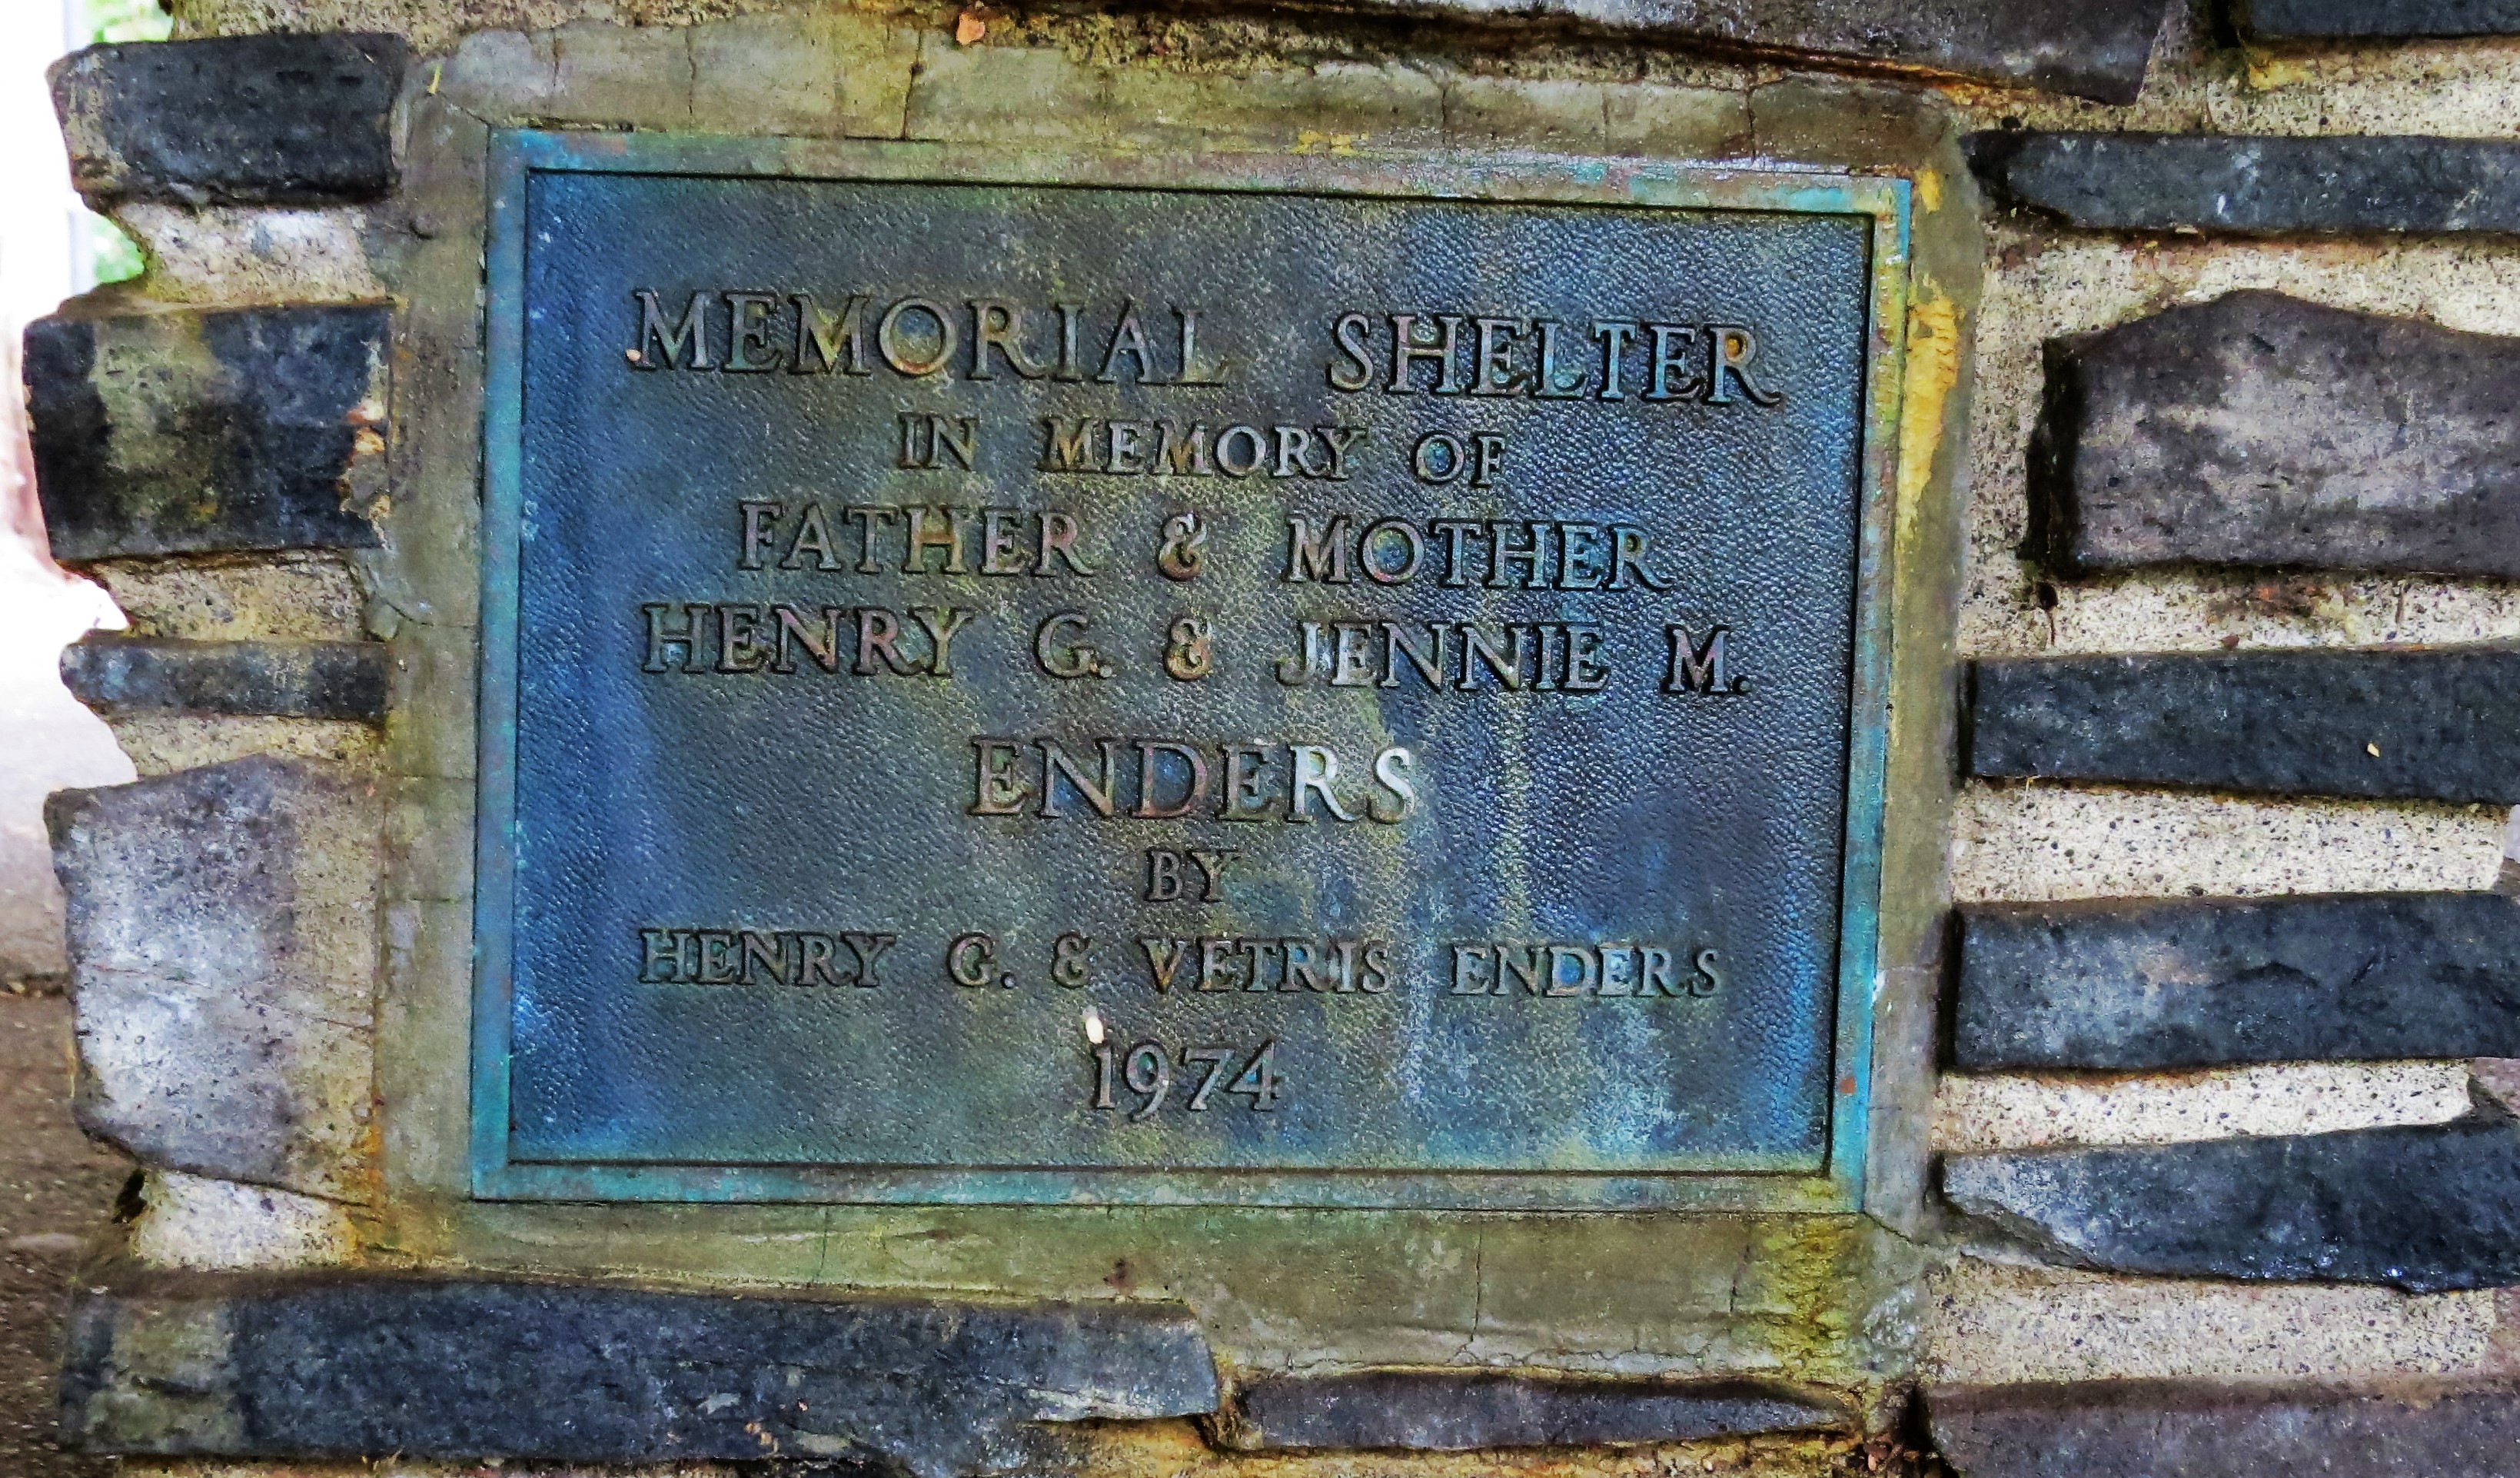 MEMORIAL SHELTER
IN MEMORY OF
FATHER & MOTHER
HENRY G. & JENNIE M.
ENDERS
BY
HENRY G. & VETRIS ENDERS
1974